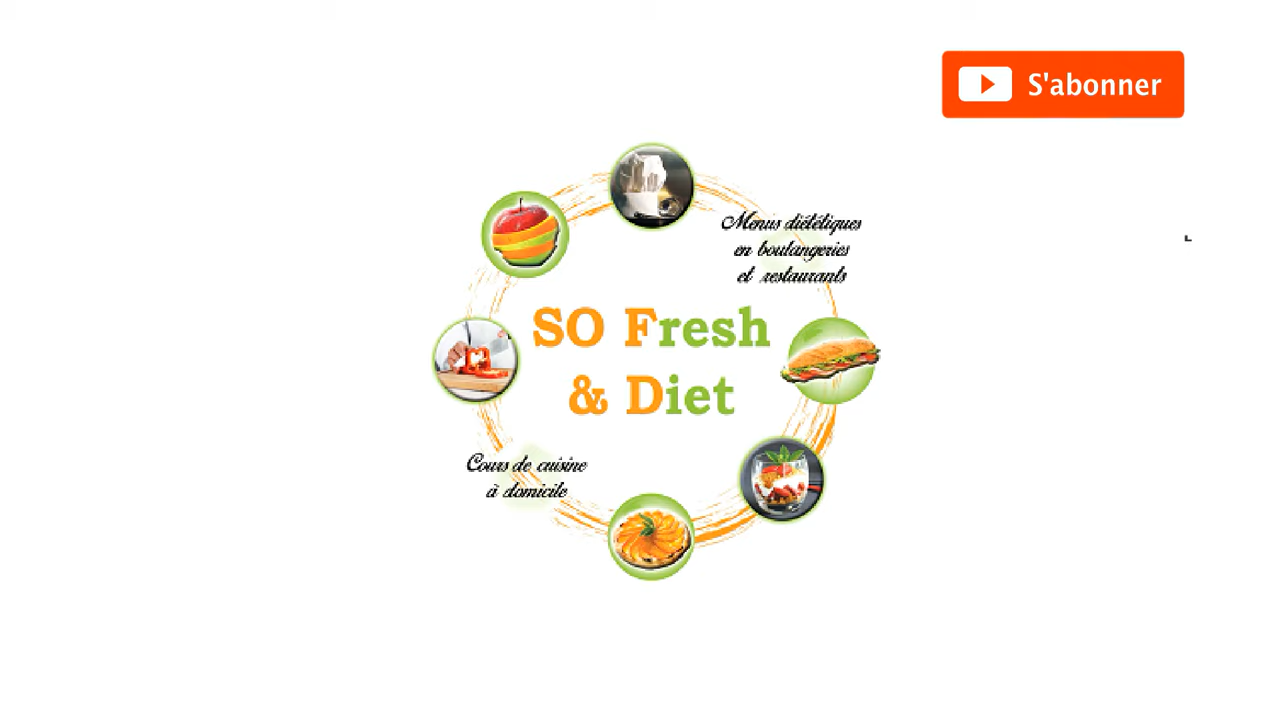 S'abonner
Menus diététiques
en boulangeries
et restaurants
SO Fresh
& Diet
Cours de cuisine
à domicile